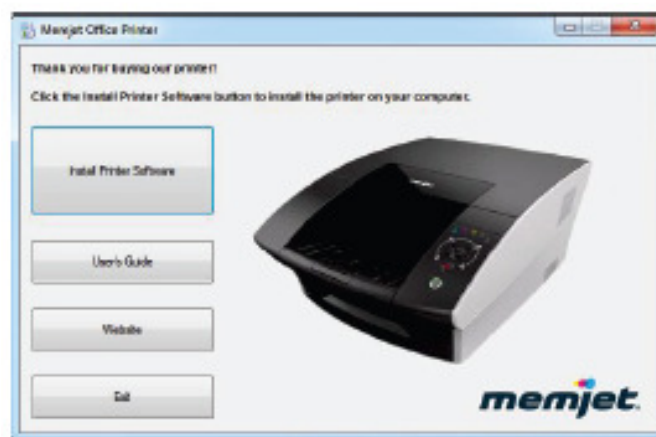 Memjet Office Printer
Thank you for buying our printer!
Click the Install Printer Software button to install the printer on your computer.
Install Printer Software
User's Guide
Website
Exit
memjet